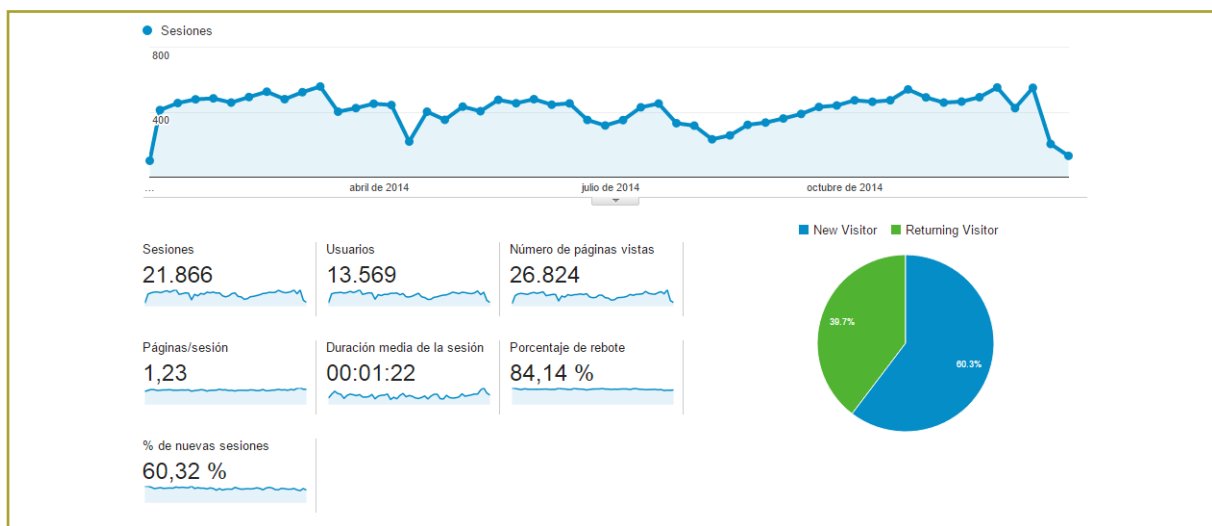 Sesiones
800
400
...
abril de 2014
julio de 2014
octubre de 2014
New Visitor
Returning Visitor
Sesiones
21.866
Usuarios
13.569
Número de páginas vistas
26.824
Páginas/sesión
1,23
Duración media de la sesión
00:01:22
Porcentaje de rebote
84,14 %
% de nuevas sesiones
60,32 %
39.7%
60.3%